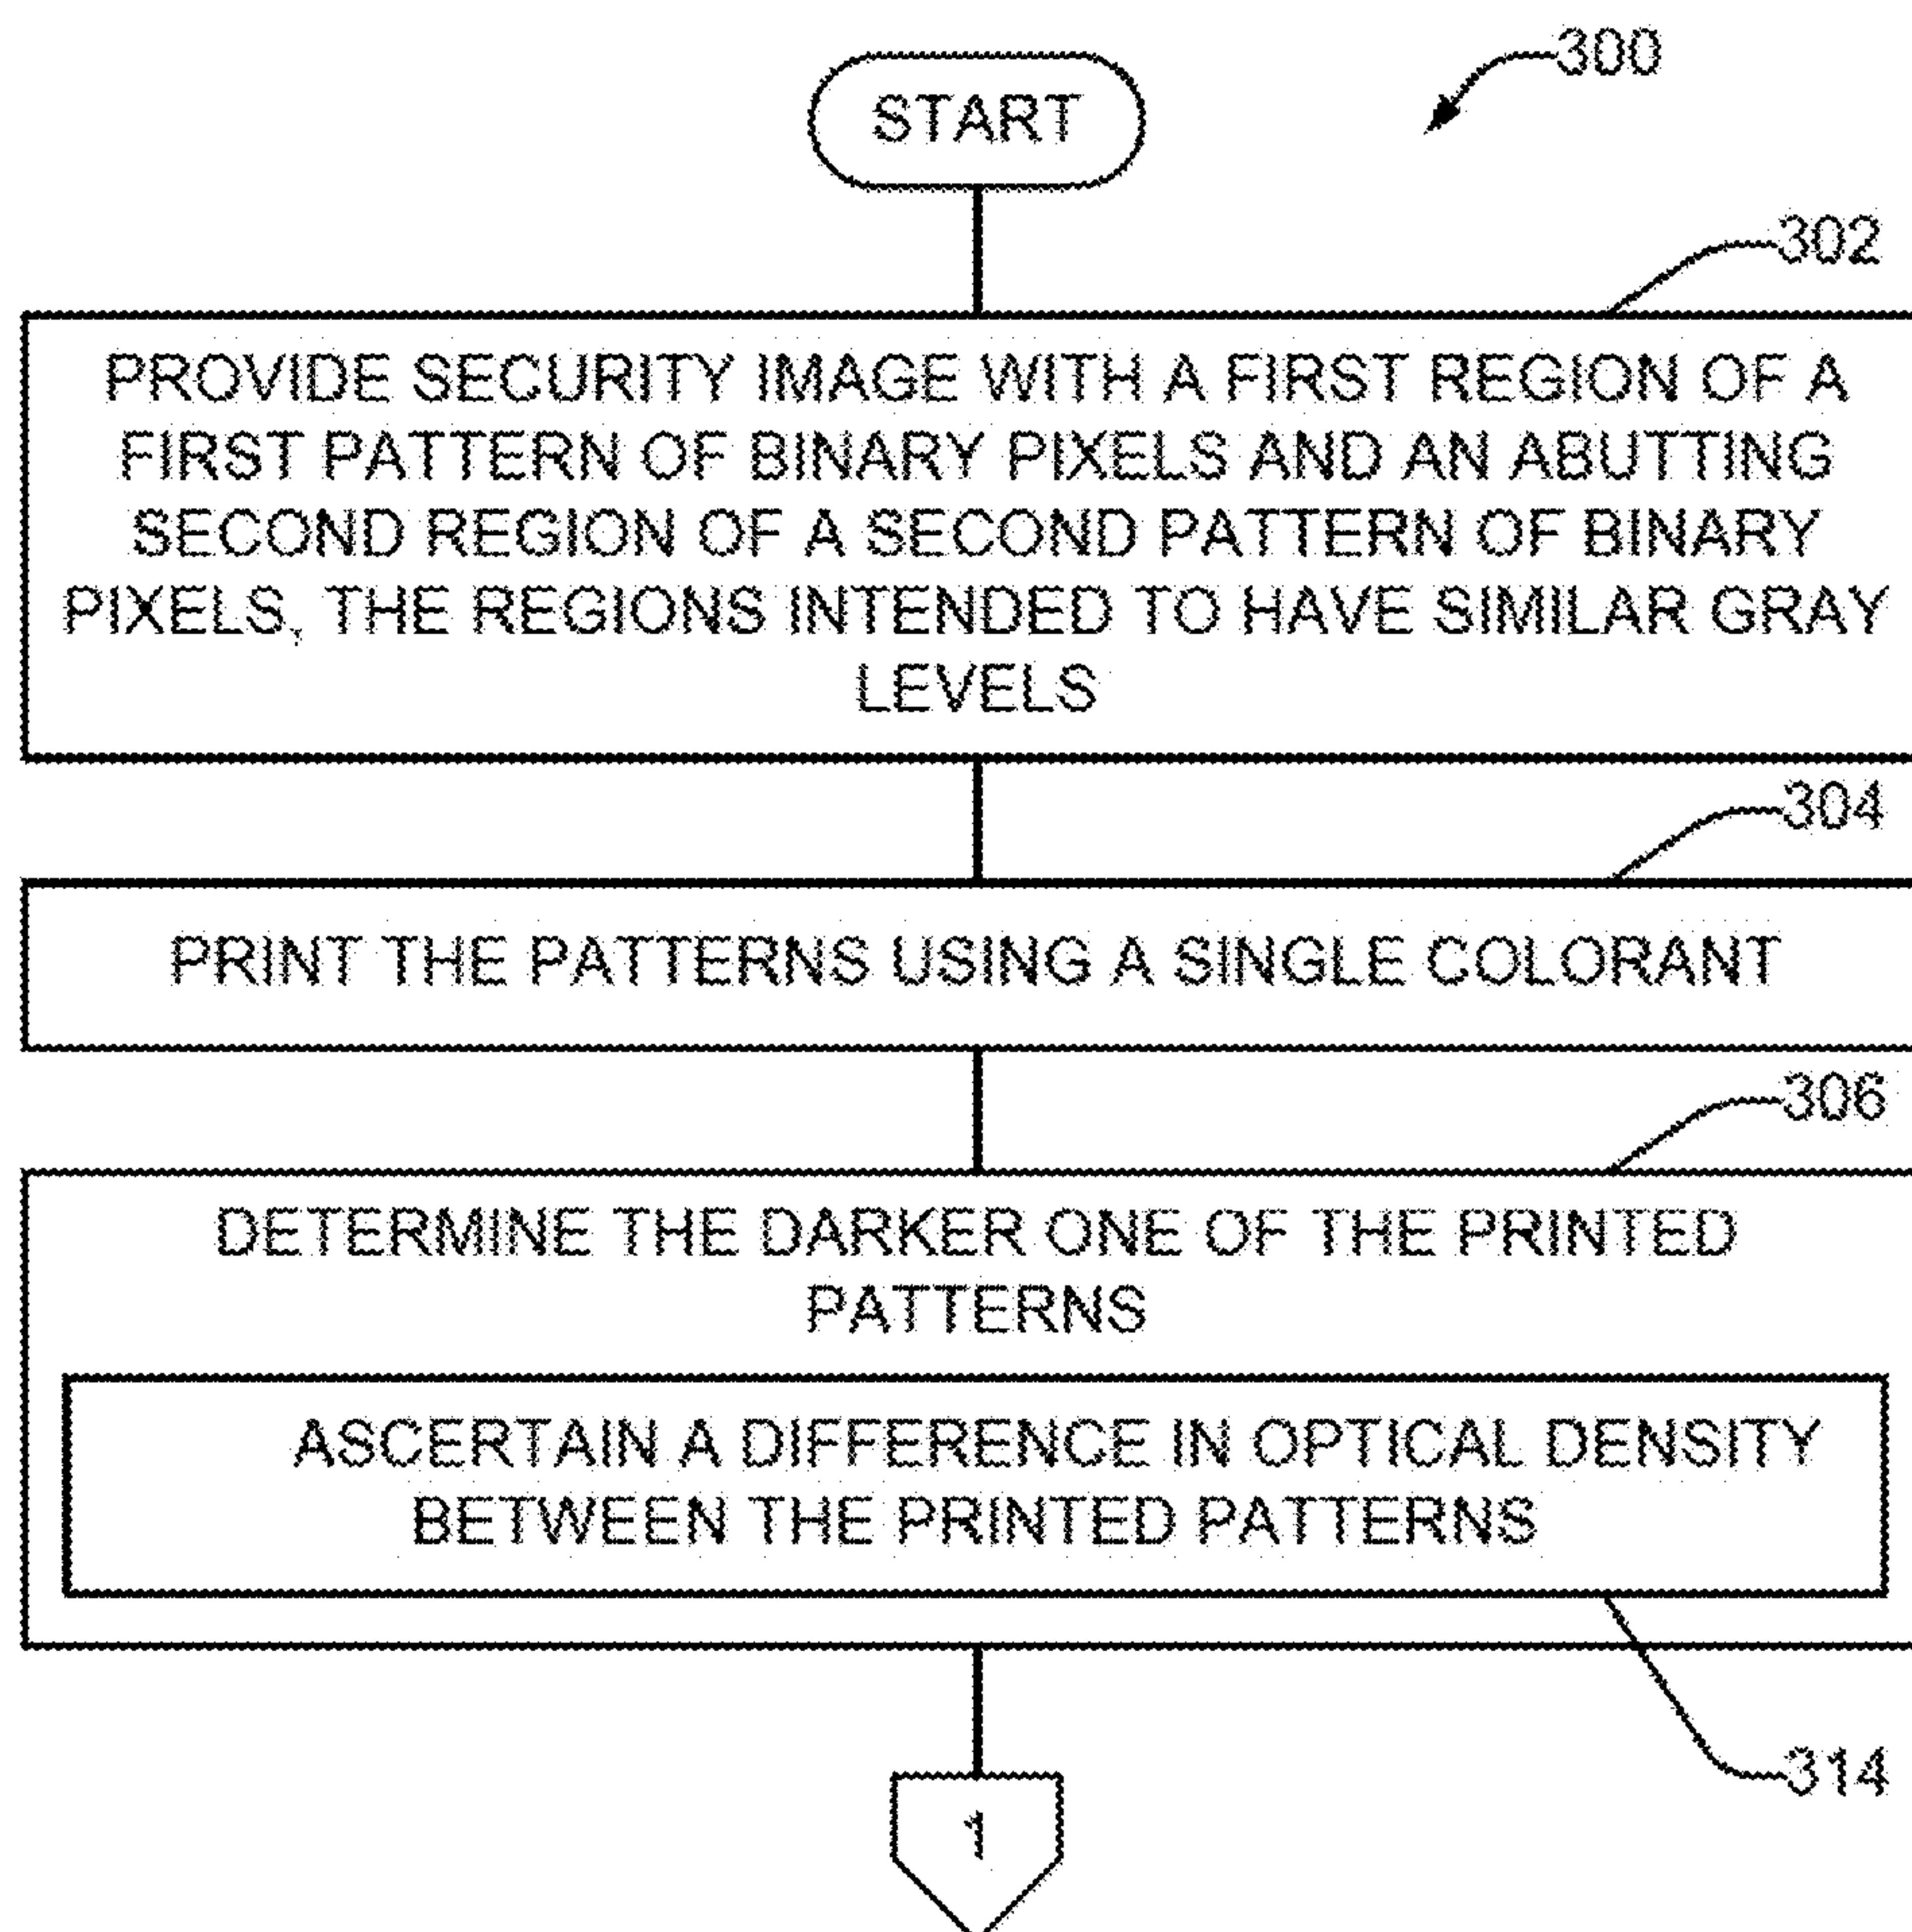 300
START
302
PROVIDE SECURITY IMAGE WITH A FIRST REGION OF A
FIRST PATTERN OF BINARY PIXELS AND AN ABUTTING
SECOND REGION OF A SECOND PATTERN OF BINARY
PIXELS, THE REGIONS INTENDED TO HAVE SIMILAR GRAY
LEVELS
304
PRINT THE PATTERNS USING A SINGLE COLORANT
306
DETERMINE THE DARKER ONE OF THE PRINTED
PATTERNS
ASCERTAIN A DIFFERENCE IN OPTICAL DENSITY
BETWEEN THE PRINTED PATTERNS
314
1